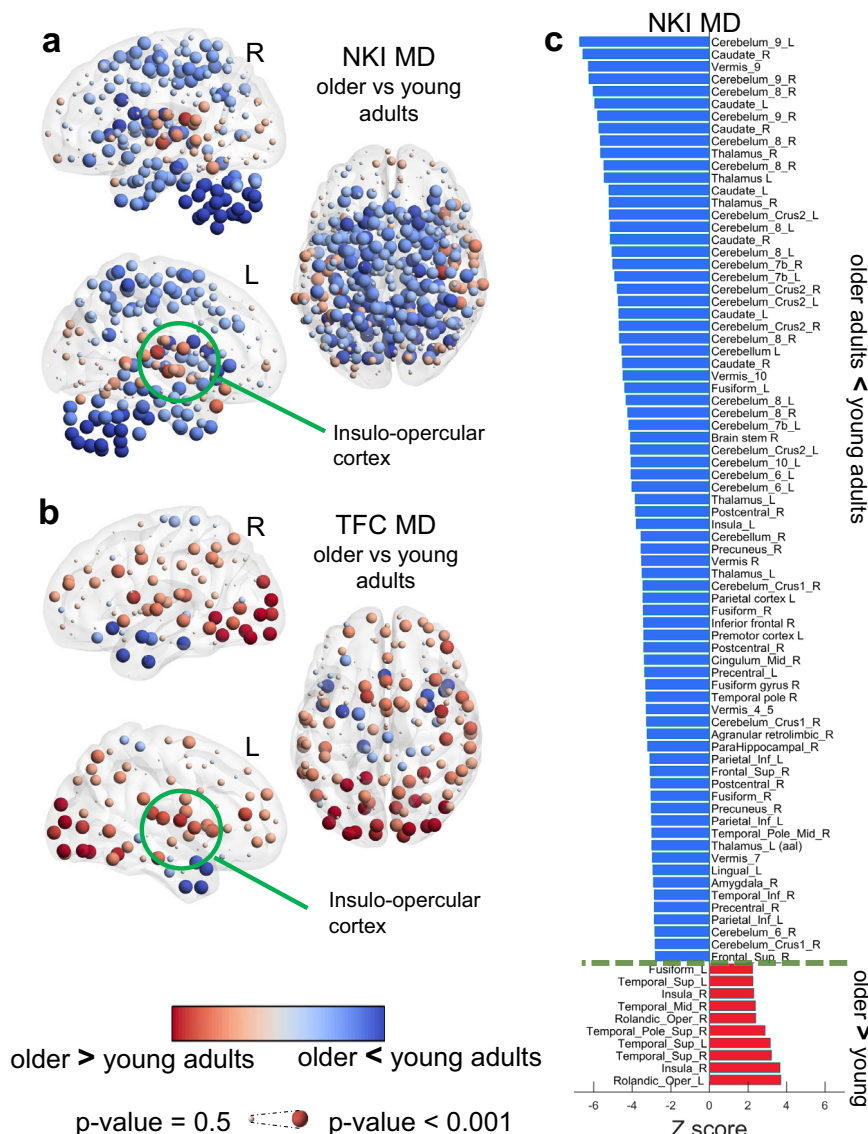 a
R
NKI MD
older vs young
adults
L
Insulo-opercular
cortex
b
R
TFC MD
older vs young
adults
L
Insulo-opercular
cortex
older > young adults
older < young adults
p-value = 0.5
p-value < 0.001
c
NKI MD
Cerebelum_9_L
Caudate_R
Vermis_9
Cerebelum_9_R
Cerebelum_8_R
Caudate_L
Cerebelum_9_R
Caudate_R
Cerebelum_8_R
Thalamus_R
Cerebelum_8_R
Thalamus L
Caudate_L
Thalamus_R
Cerebelum_Crus2_L
Cerebelum_8_L
Caudate_R
Cerebelum_8_L
Cerebelum_7b_R
Cerebelum_7b_L
Cerebelum_Crus2_R
Cerebelum_Crus2_L
Caudate_L
Cerebelum_Crus2_R
Cerebelum_8_R
Cerebellum L
Caudate_R
Vermis_10
Fusiform_L
Cerebelum_8_L
Cerebelum_8_R
Cerebelum_7b_L
Brain stem R
Cerebelum_Crus2_L
Cerebelum_10_L
Cerebelum_6_L
Cerebelum_6_L
Thalamus_L
Postcentral_R
Insula_L
Cerebellum_R
Precuneus_R
Vermis R
Thalamus_L
Cerebelum_Crus1_R
Parietal cortex L
Fusiform_R
Inferior frontal R
Premotor cortex L
Postcentral_R
Cingulum_Mid_R
Precentral_L
Fusiform gyrus R
Temporal pole R
Vermis_4_5
Cerebelum_Crus1_R
Agranular retrolimbic_R
ParaHippocampal_R
Parietal_Inf_L
Frontal_Sup_R
Postcentral_R
Fusiform_R
Precuneus_R
Parietal_Inf_L
Temporal_Pole_Mid_R
Thalamus_L (aal)
Vermis_7
Lingual_L
Amygdala_R
Temporal_Inf_R
Precentral_R
Parietal_Inf_L
Cerebelum_6_R
Cerebelum_Crus1_R
Frontal_Sup_R
Fusiform_L
Temporal_Sup_L
Insula_R
Temporal_Mid_R
Rolandic_Oper_R
Temporal_Pole_Sup_R
Temporal_Sup_L
Temporal_Sup_R
Insula_R
Rolandic_Oper_L
-6 -4 -2 0 2 4 6
Z score
older adults < young adults
older > young